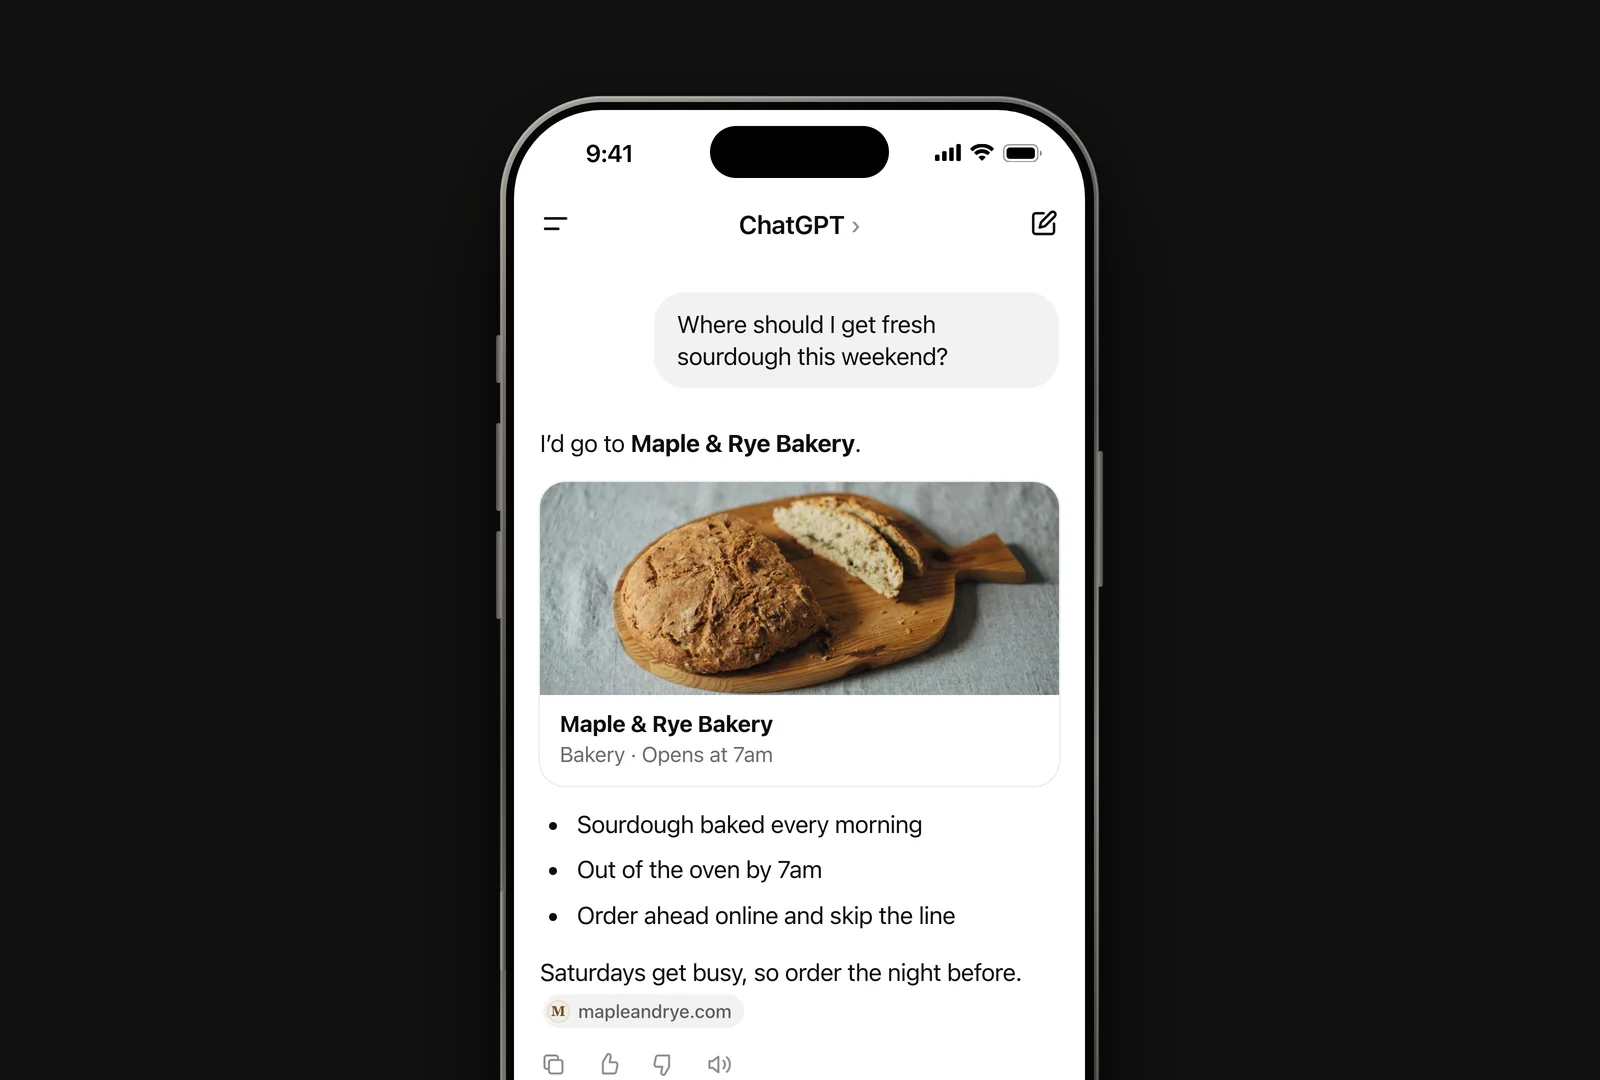 9:41
ChatGPT ›
Where should I get fresh
sourdough this weekend?
I’d go to Maple & Rye Bakery.
Maple & Rye Bakery
Bakery · Opens at 7am
• Sourdough baked every morning
• Out of the oven by 7am
• Order ahead online and skip the line
Saturdays get busy, so order the night before.
M mapleandrye.com